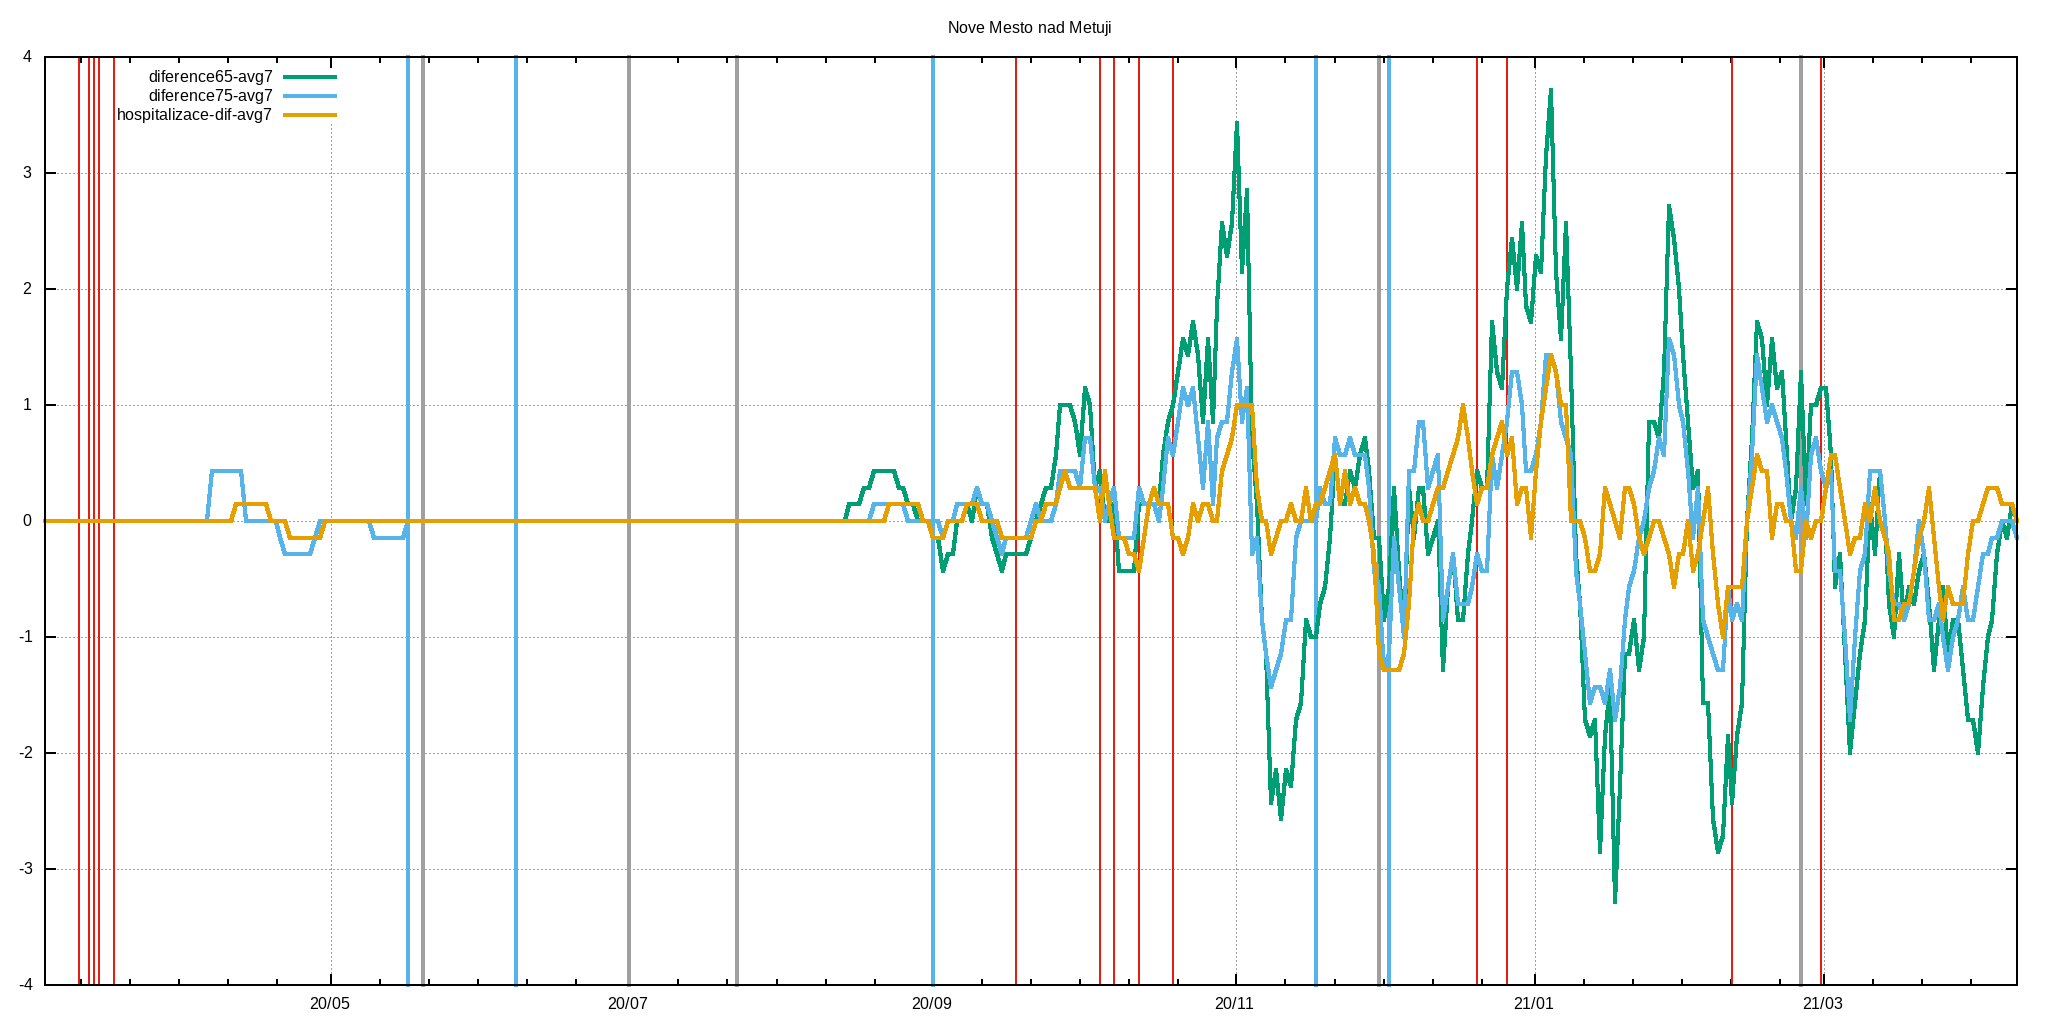 Nove Mesto nad Metuji
4
diference65-avg7
diference75-avg7
hospitalizace-dif-avg7
3
2
1
0
-1
-2
-3
-4
20/05 20/07 20/09 20/11 21/01 21/03